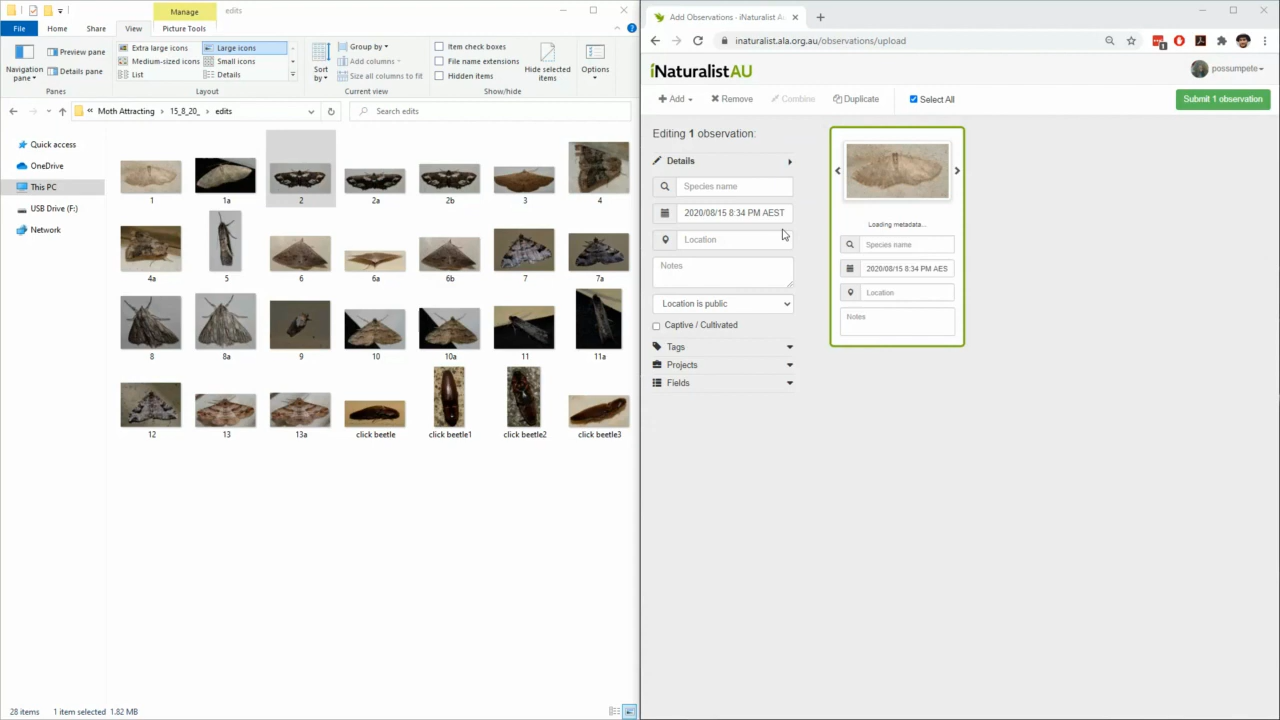 Manage
edits
File
Home
Share
View
Picture Tools
Navigation pane
Preview pane
Details pane
Panes
Extra large icons
Large icons
Medium-sized icons
Small icons
List
Details
Layout
Sort by
Group by
Add columns
Size all columns to fit
Current view
Item check boxes
File name extensions
Hidden items
Hide selected items
Show/hide
Options
« Moth Attracting > 15_8_20_ > edits
Search edits
Quick access
OneDrive
This PC
USB Drive (F:)
Network
1 1a 2 2a 2b 3 4
4a 5 6 6a 6b 7 7a
8 8a 9 10 10a 11 11a
12 13 13a click beetle click beetle1 click beetle2 click beetle3
28 items 1 item selected 1.82 MB
Add Observations - iNaturalist A
inaturalist.ala.org.au/observations/upload
1
iNaturalistAU
possumpete
Add
Remove
Combine
Duplicate
Select All
Submit 1 observation
Editing 1 observation:
Details
Species name
2020/08/15 8:34 PM AEST
Location
Notes
Location is public
Captive / Cultivated
Tags
Projects
Fields
Loading metadata...
Species name
2020/08/15 8:34 PM AES
Location
Notes